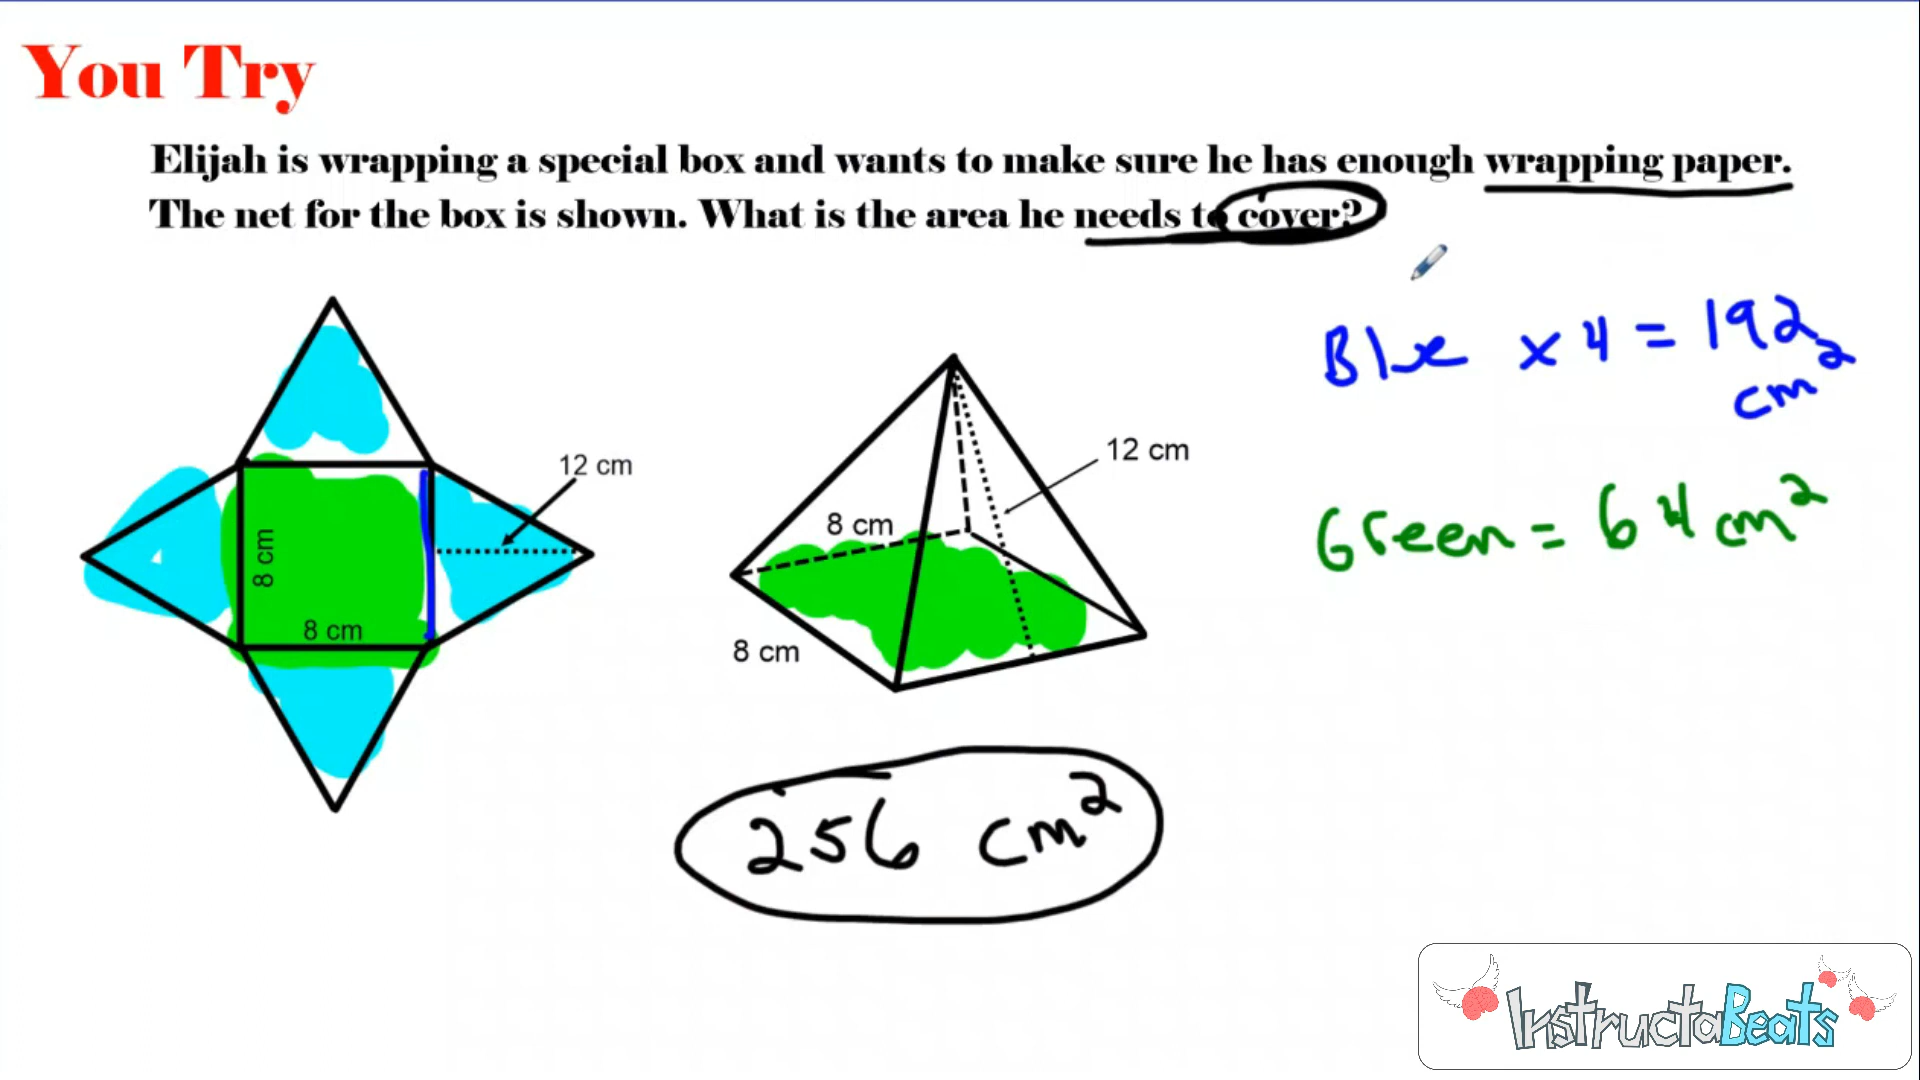 You Try
Elijah is wrapping a special box and wants to make sure he has enough wrapping paper.
The net for the box is shown. What is the area he needs to cover?
Blue x 4 = 192
cm2
12 cm
12 cm
8 cm
Green = 64 cm2
8 cm
8 cm
8 cm
256 cm2
InstructaBeats